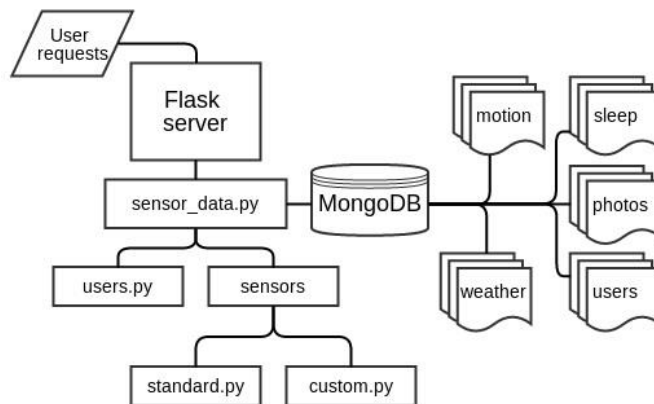 User
requests
Flask
server
motion
sleep
sensor_data.py
MongoDB
photos
users.py
sensors
weather
users
standard.py
custom.py